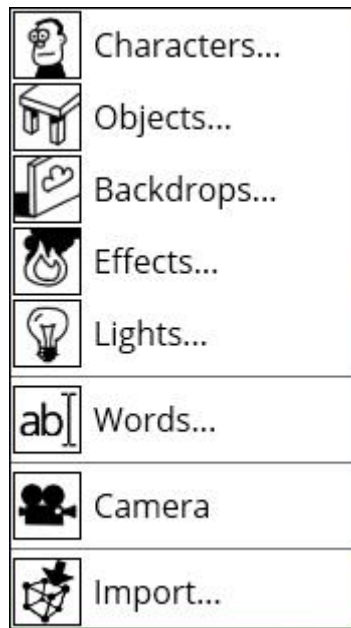 Characters...
Objects...
Backdrops...
Effects...
Lights...
ab
Words...
Camera
Import...